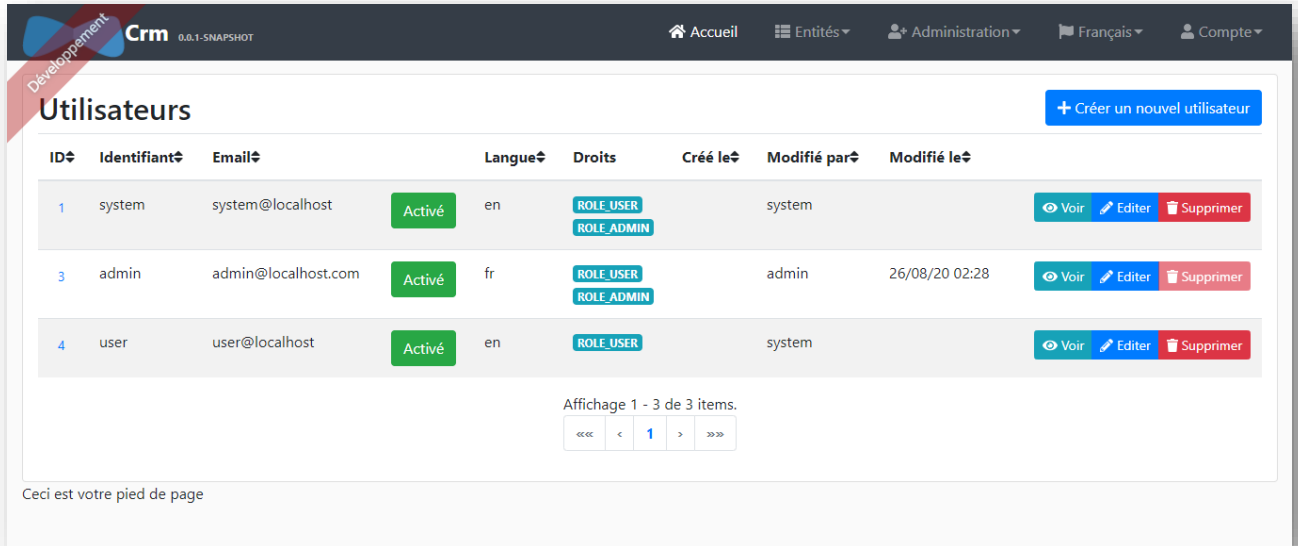 Développement
Crm 0.0.1-SNAPSHOT Accueil Entités Administration Français Compte
Utilisateurs
Créer un nouvel utilisateur
ID Identifiant Email Langue Droits Créé le Modifié par Modifié le
1 system system@localhost Activé en ROLE_USER system Voir Editer Supprimer
ROLE_ADMIN
3 admin admin@localhost.com Activé fr ROLE_USER admin 26/08/20 02:28 Voir Editer Supprimer
ROLE_ADMIN
4 user user@localhost Activé en ROLE_USER system Voir Editer Supprimer
Affichage 1 - 3 de 3 items.
«« ‹ 1 › »»
Ceci est votre pied de page